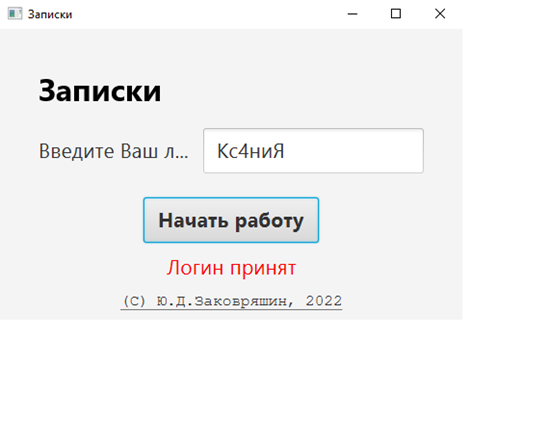 Записки
Записки
Введите Ваш л... Кс4ниЯ
Начать работу
Логин принят
(C) Ю.Д.Заковряшин, 2022